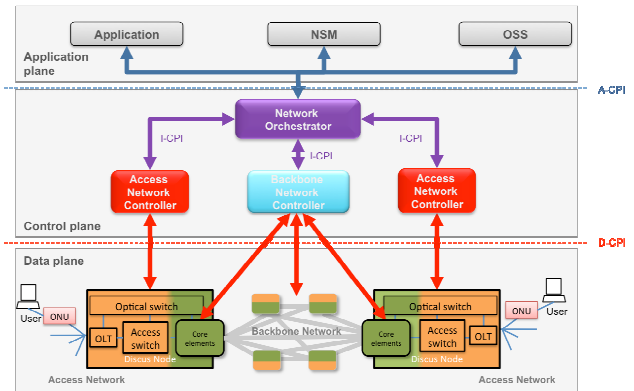 Application
NSM
OSS
Application
plane
A-CPI
Network
Orchestrator
I-CPI
I-CPI
I-CPI
Access
Network
Controller
Backbone
Network
Controller
Access
Network
Controller
Control plane
D-CPI
Data plane
User
ONU
Optical switch
OLT
Access
switch
Discus Node
Core
elements
Backbone Network
Optical switch
Core
elements
Access
switch
OLT
Discus Node
ONU
User
Access Network
Access Network